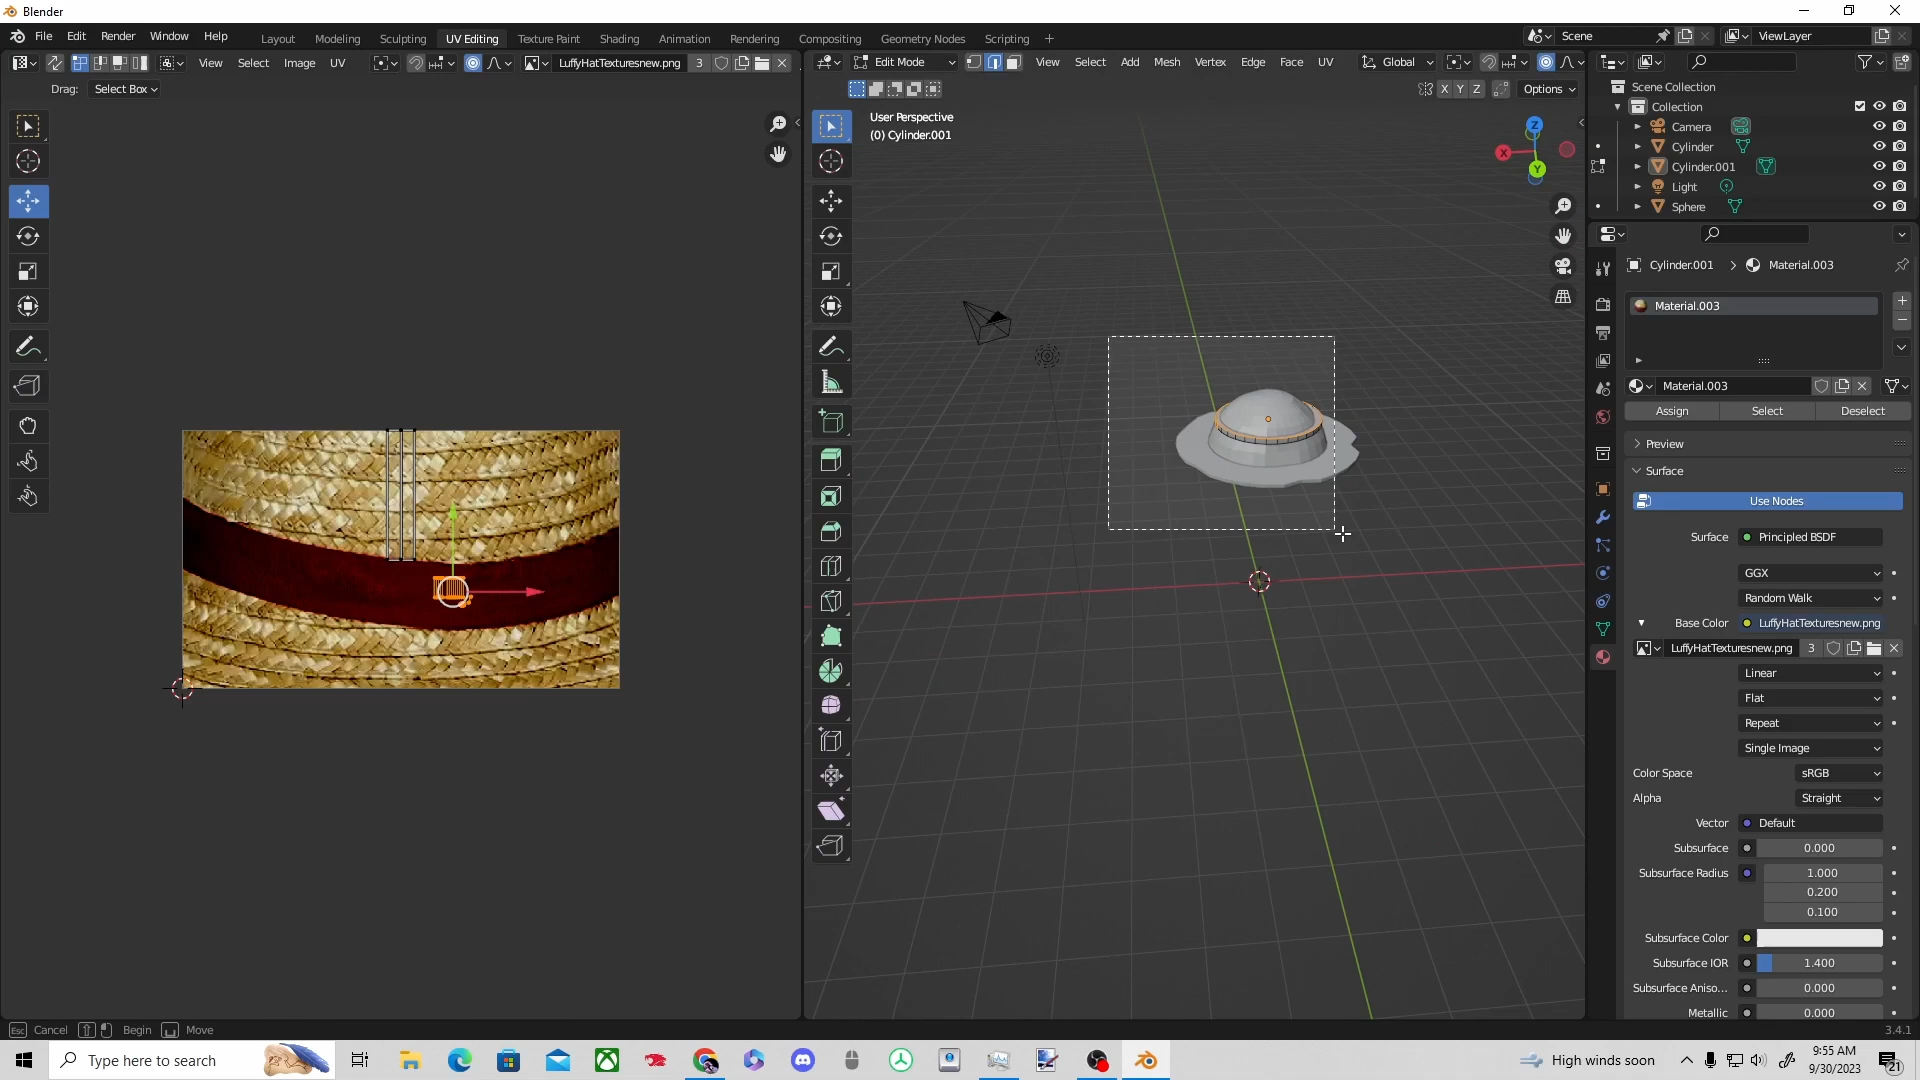 Blender
File Edit Render Window Help
Layout Modeling Sculpting UV Editing Texture Paint Shading Animation Rendering Compositing Geometry Nodes Scripting +
Scene
ViewLayer
View Select Image UV
LuffyHatTexturesnew.png 3
Edit Mode
View Select Add Mesh Vertex Edge Face UV
Global
Drag: Select Box
X Y Z Options
User Perspective
(0) Cylinder.001
Z
X
Y
Scene Collection
Collection
Camera
Cylinder
Cylinder.001
Light
Sphere
Cylinder.001 > Material.003
Material.003
Material.003
Assign Select Deselect
Preview
Surface
Use Nodes
Surface Principled BSDF
GGX
Random Walk
Base Color LuffyHatTexturesnew.png
LuffyHatTexturesnew.png 3
Linear
Flat
Repeat
Single Image
Color Space sRGB
Alpha Straight
Vector Default
Subsurface 0.000
Subsurface Radius 1.000
0.200
0.100
Subsurface Color
Subsurface IOR 1.400
Subsurface Aniso... 0.000
Metallic 0.000
Esc Cancel Begin Move
3.4.1
Type here to search
High winds soon
9:55 AM
9/30/2023
21